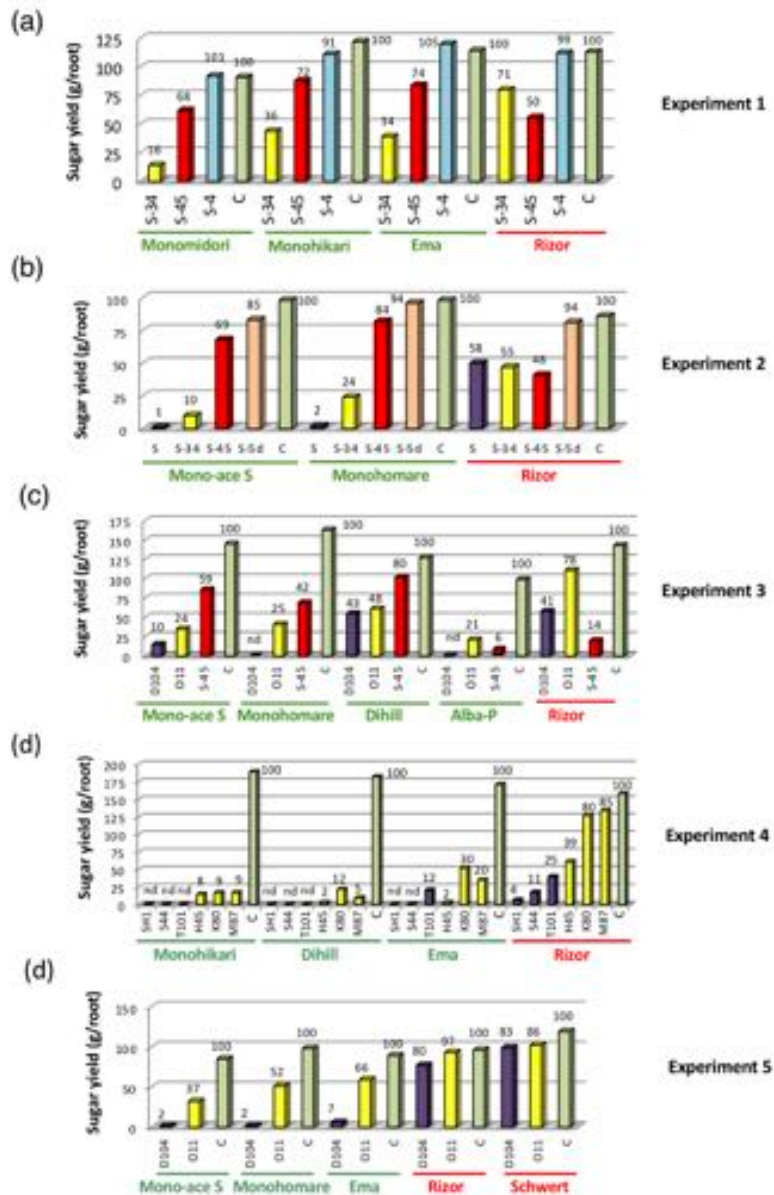 (a)
Sugar yield (g/root)
125
100
75
50
25
0
16 68 101 100 36 72 91 100 34 74 105 100 71 50 99 100
S-34 S-45 S-4 C S-34 S-45 S-4 C S-34 S-45 S-4 C S-34 S-45 S-4 C
Monomidori Monohikari Ema Rizor
Experiment 1
(b)
Sugar yield (g/root)
100
75
50
25
0
1 10 69 85 100 2 24 84 94 100 58 55 48 94 100
S S-34 S-45 S-5d C S S-34 S-45 S-5d C S S-34 S-45 S-5d C
Mono-ace S Monohomare Rizor
Experiment 2
(c)
Sugar yield (g/root)
175
150
125
100
75
50
25
0
10 24 59 100 nd 25 42 100 43 48 80 100 nd 21 6 100 41 78 14 100
D104 O11 S-45 C D104 O11 S-45 C D104 O11 S-45 C D104 O11 S-45 C D104 O11 S-45 C
Mono-ace S Monohomare Dihill Alba-P Rizor
Experiment 3
(d)
Sugar yield (g/root)
200
175
150
125
100
75
50
25
0
nd nd nd 8 9 9 100 nd nd nd 2 12 5 100 nd nd 12 2 30 20 100 4 11 25 39 80 85 100
SH1 S44 T101 H45 K80 M87 C SH1 S44 T101 H45 K80 M87 C SH1 S44 T101 H45 K80 M87 C SH1 S44 T101 H45 K80 M87 C
Monohikari Dihill Ema Rizor
Experiment 4
(d)
Sugar yield (g/root)
150
100
50
0
2 37 100 2 52 100 7 66 100 80 97 100 83 86 100
D104 O11 C D104 O11 C D104 O11 C D104 O11 C D104 O11 C
Mono-ace S Monohomare Ema Rizor Schwert
Experiment 5